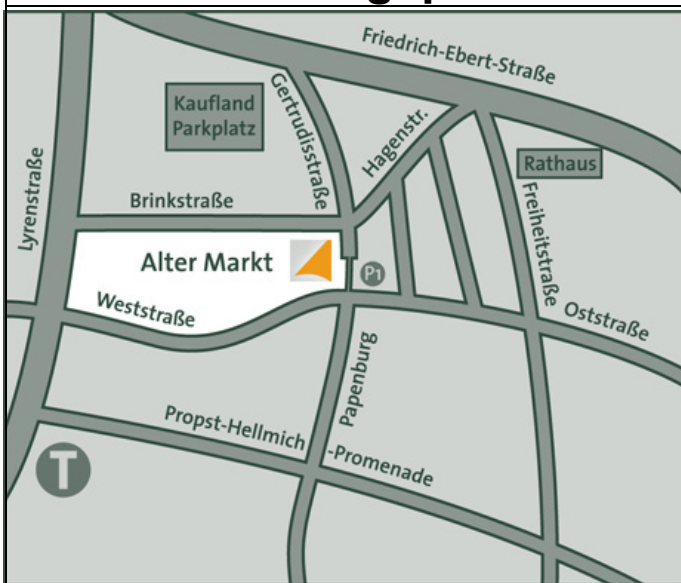 Friedrich-Ebert-Straße
Kaufland
Parkplatz
Gertrudisstraße
Hagenstr.
Rathaus
Lyrenstraße
Brinkstraße
Freiheitstraße
Alter Markt
P1
Weststraße
Oststraße
Papenburg
Propst-Hellmich
-Promenade
T